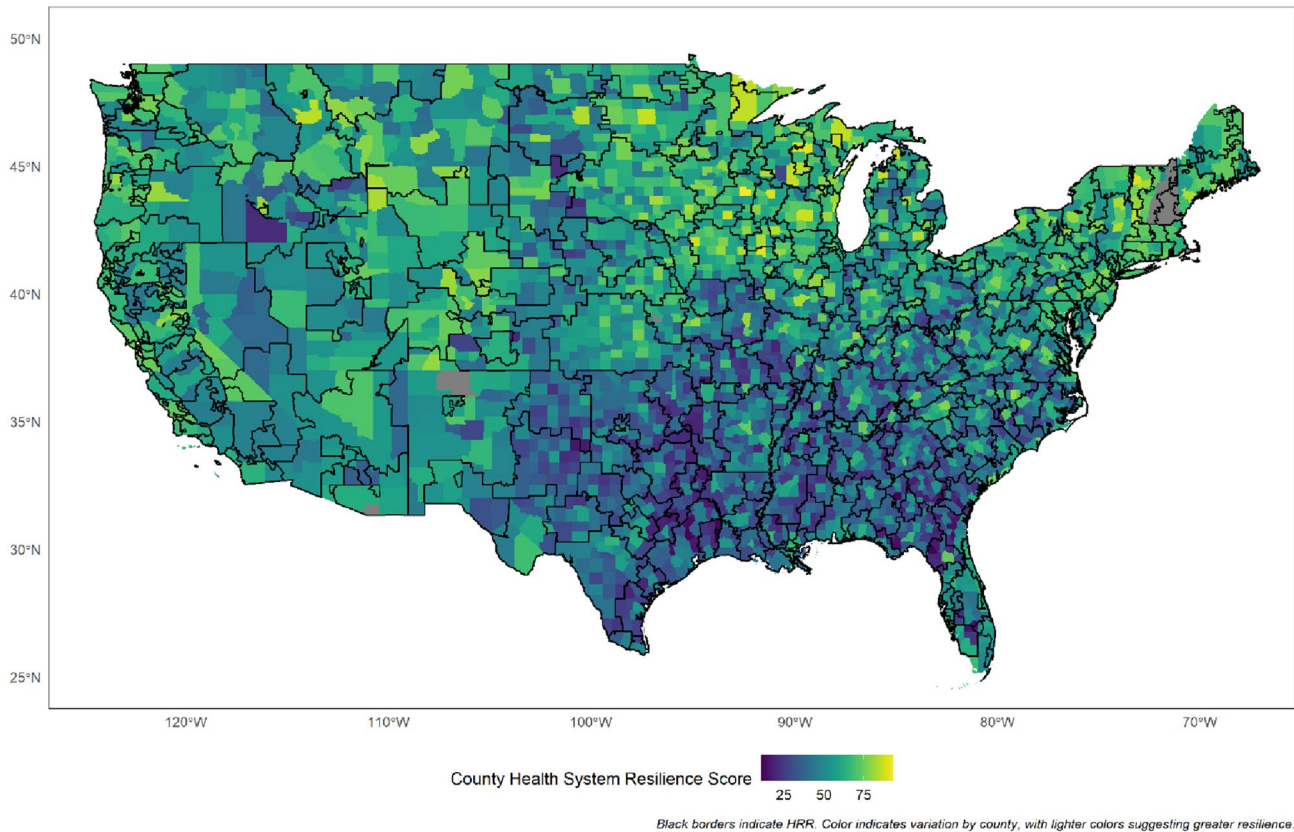 50°N
45°N
40°N
35°N
30°N
25°N
120°W 110°W 100°W 90°W 80°W 70°W
County Health System Resilience Score
25 50 75
Black borders indicate HRR. Color indicates variation by county, with lighter colors suggesting greater resilience.